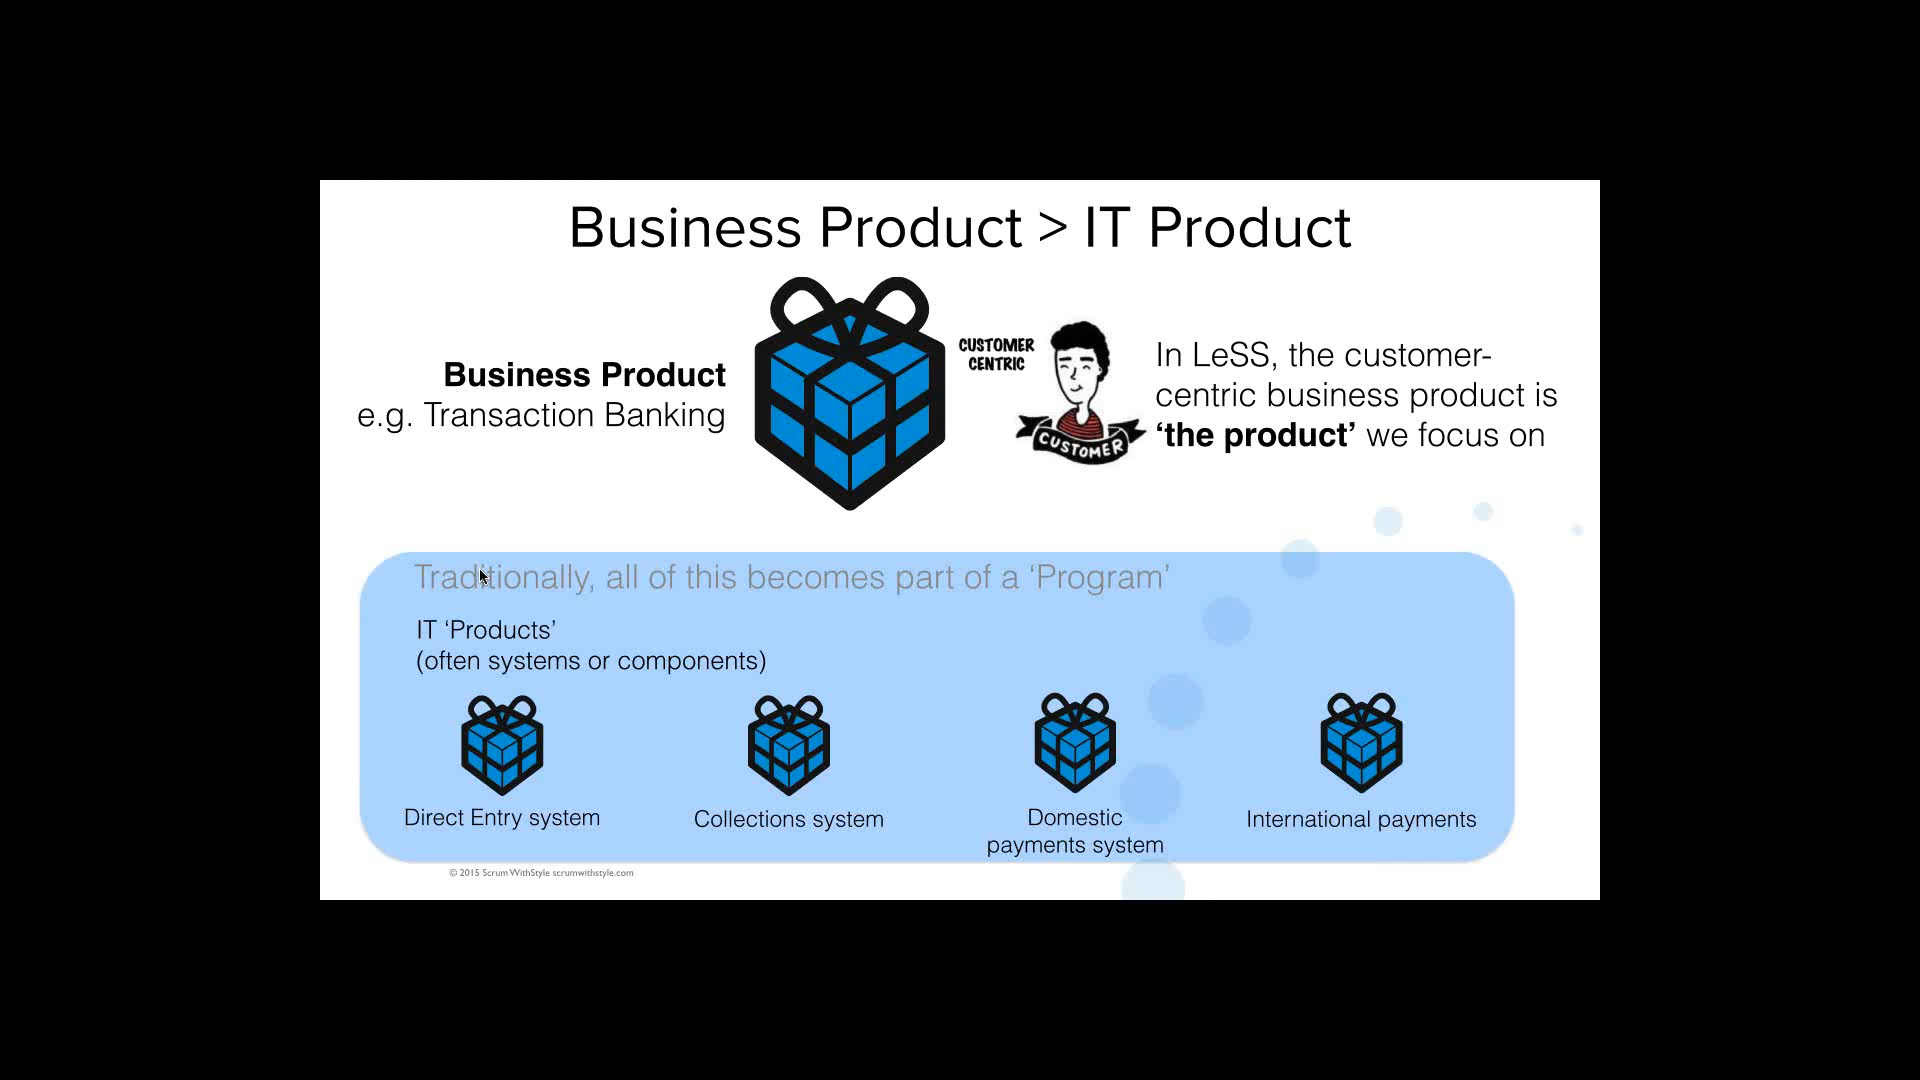 Business Product > IT Product
Business Product
e.g. Transaction Banking
CUSTOMER
CENTRIC
CUSTOMER
In LeSS, the customer-
centric business product is
‘the product’ we focus on
Traditionally, all of this becomes part of a ‘Program’
IT ‘Products’
(often systems or components)
Direct Entry system
Collections system
Domestic
payments system
International payments
© 2015 Scrum WithStyle scrumwithstyle.com